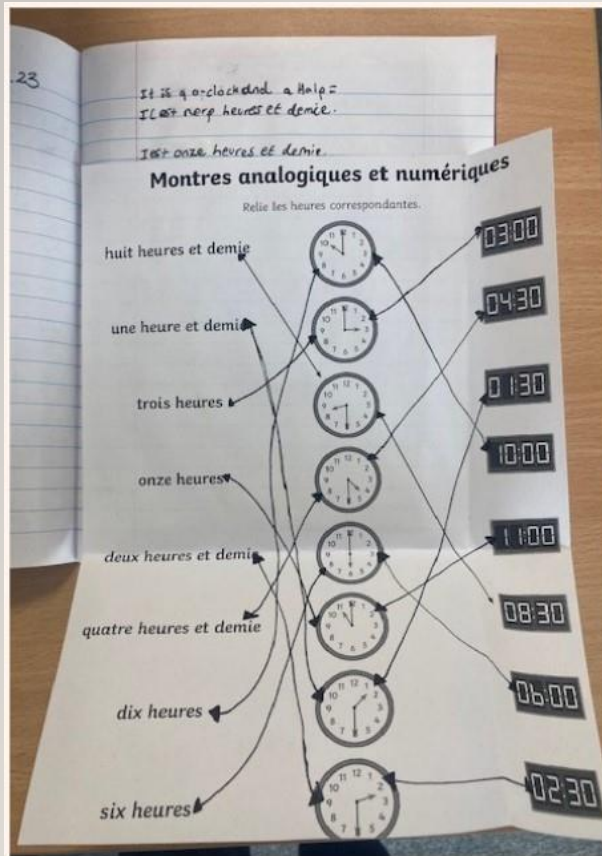 .23
It is 9 o-clock and a Halp =
Il est nerp heures et demie.
Iest onze heures et demie.
Montres analogiques et numériques
Relie les heures correspondantes.
huit heures et demie
03:00
une heure et demie
04:30
trois heures
01:30
onze heures
10:00
deux heures et demie
11:00
quatre heures et demie
08:30
dix heures
06:00
six heures
02:30